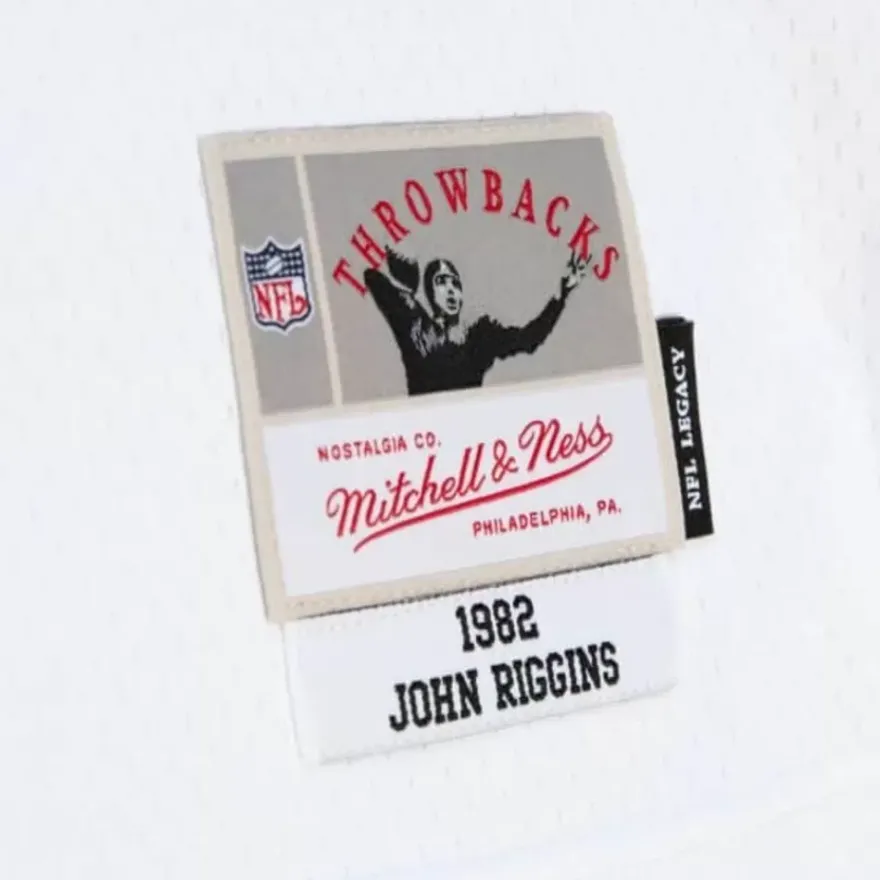 THROWBACKS
NFL
NOSTALGIA CO.
Mitchell & Ness
PHILADELPHIA, PA.
NFL LEGACY
1982
JOHN RIGGINS